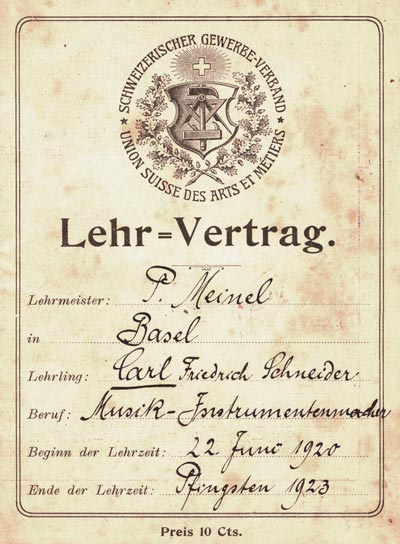 ★ SCHWEIZERISCHER GEWERBE-VERBAND ★
UNION SUISSE DES ARTS ET MÉTIERS
Lehr=Vertrag.
Lehrmeister: P. Meinel
in Basel
Lehrling: Carl Friedrich Schneider
Beruf: Musik-Instrumentenmacher
Beginn der Lehrzeit: 22 Juni 1920
Ende der Lehrzeit: Pfingsten 1923
Preis 10 Cts.